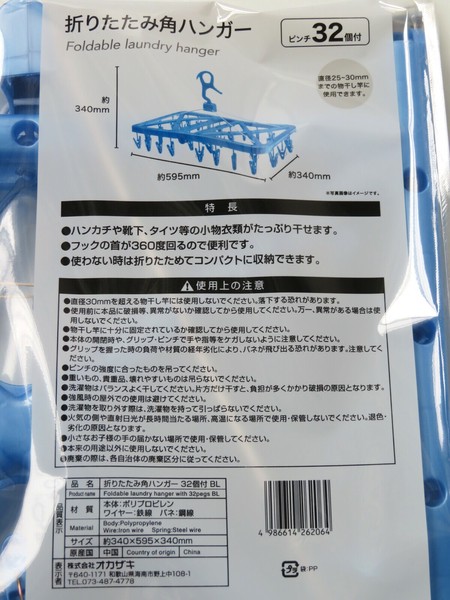 折りたたみ角ハンガー
Foldable laundry hanger
ピンチ32個付
直径25-30mm
までの物干し竿に
使用できます。
約
340mm
約595mm
約340mm
※写真画像はイメージです。
特長
●ハンカチや靴下、タイツ等の小物衣類がたっぷり干せます。
●フックの首が360度回るので便利です。
●使わない時は折りたためてコンパクトに収納できます。
使用上の注意
●直径30mmを超える物干し竿には使用しないでください。落下する恐れがあります。
●使用前に本品に破損等、異常がないか確認してから使用してください。万一、異常がある場合は使
用しないでください。
●物干し竿に十分に固定されているか確認してから使用してください。
●本体の開閉時や、グリップ・ピンチで手や指等をケガしないように注意してください。
●グリップを握った時の負荷や材質の経年劣化により、バネが飛び出る恐れがあります。注意してく
ださい。
●ピンチの強度に合ったものを吊ってください。
●重いもの、貴重品、壊れやすいものは吊らないでください。
●洗濯物はバランスよく干してください。片方だけ干すと、負担が多くかかり破損の原因となります。
●強風時の屋外での使用は避けてください。
●洗濯物を取り外す際は、洗濯物を持って引っぱらないでください。
●火気の側や直射日光が長時間当たる場所、高温になる場所で使用・保管しないください。退色・
劣化の原因となります。
●小さなお子様の手の届かない場所で使用・保管してください。
●本来の用途以外に使用しないでください。
●廃棄の際は、各自治体の廃棄区分に従ってください。
品質表示
品名 折りたたみ角ハンガー 32個付 BL
Product name Foldable laundry hanger with 32pegs BL
材質 本体:ポリプロピレン
ワイヤー:鉄線 バネ:鋼線
Material Body:Polypropylene
Wire:Iron wire Spring:Steel wire
サイズ 約340×595×340mm
原産国 中国 Country of origin China
表示者 株式会社 オカザキ
〒640-1171 和歌山県海南市野上中108-1
TEL.073-487-4778
4 986614 262064
プラ 袋:PP